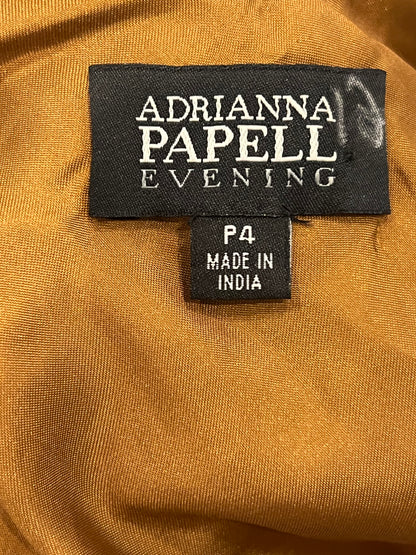 ADRIANNA
PAPELL
EVENING
P4
MADE IN
INDIA